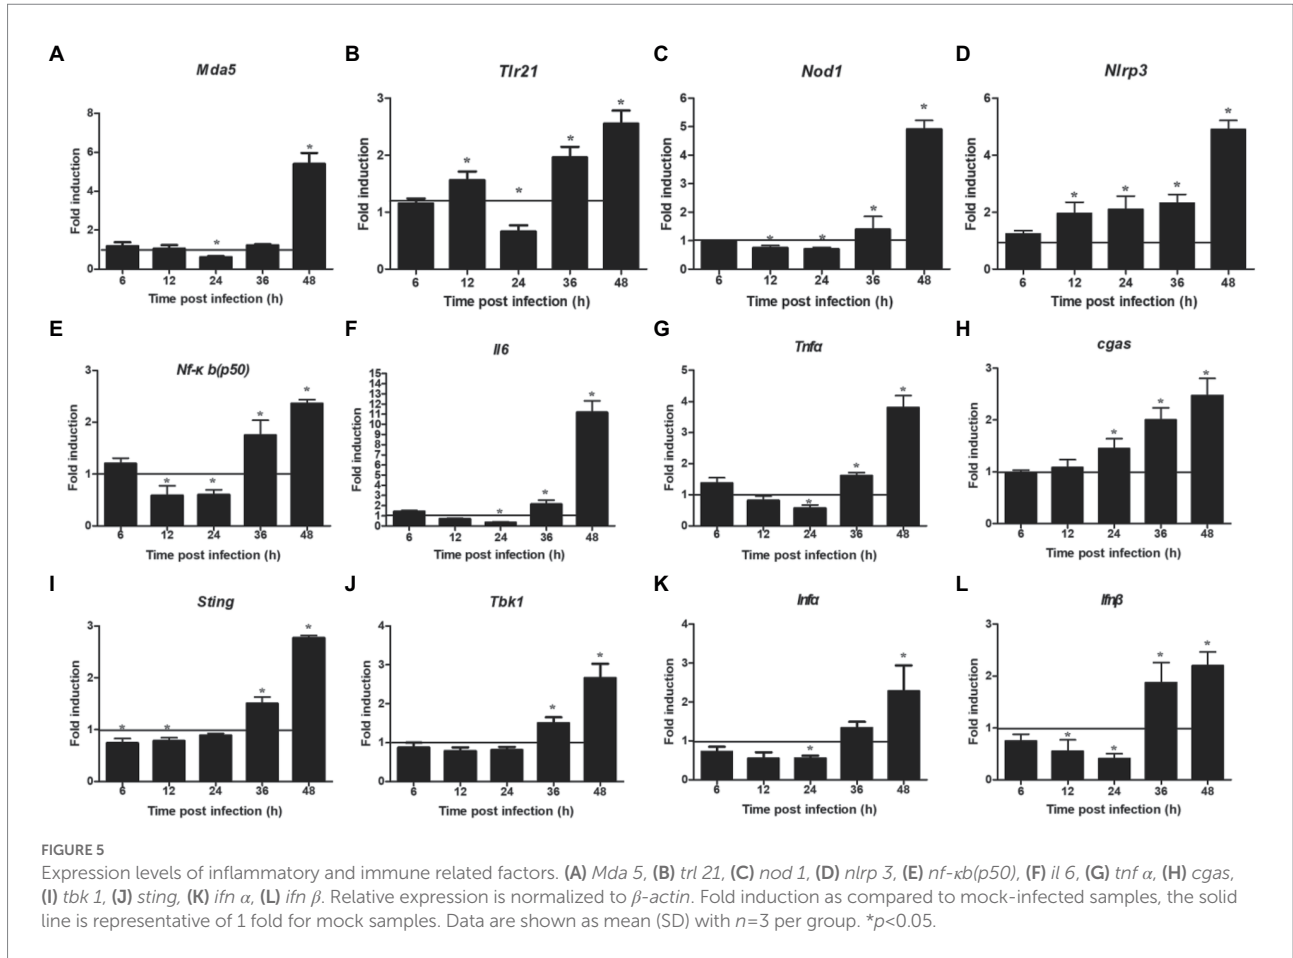 A
Mda5
Fold induction
8
6
4
2
0
6 12 24 36 48
* *
Time post infection (h)
B
Tlr21
Fold induction
3
2
1
0
6 12 24 36 48
* * * *
Time post infection (h)
C
Nod1
Fold induction
6
5
4
3
2
1
0
6 12 24 36 48
* * * *
Time post infection (h)
D
Nlrp3
Fold induction
6
4
2
0
6 12 24 36 48
* * * *
Time post infection (h)
E
Nf-κ b(p50)
Fold induction
3
2
1
0
6 12 24 36 48
* * * *
Time post infection (h)
F
Il6
Fold induction
15
14
13
12
11
10
9
8
7
6
5
4
3
2
1
0
6 12 24 36 48
* * *
Time post infection (h)
G
Tnfα
Fold induction
5
4
2
1
0
6 12 24 36 48
* * *
Time post infection (h)
H
cgas
Fold induction
3
2
1
0
6 12 24 36 48
* * *
Time post infection (h)
I
Sting
Fold induction
3
2
1
0
6 12 24 36 48
* * * *
Time post infection (h)
J
Tbk1
Fold induction
4
3
2
1
0
6 12 24 36 48
* *
Time post infection (h)
K
Infα
Fold induction
4
3
2
1
0
6 12 24 36 48
* *
Time post infection (h)
L
Ifnβ
Fold induction
3
2
1
0
6 12 24 36 48
* * * *
Time post infection (h)
FIGURE 5
Expression levels of inflammatory and immune related factors. (A) Mda 5, (B) trl 21, (C) nod 1, (D) nlrp 3, (E) nf-κb(p50), (F) il 6, (G) tnf α, (H) cgas,
(I) tbk 1, (J) sting, (K) ifn α, (L) ifn β. Relative expression is normalized to β-actin. Fold induction as compared to mock-infected samples, the solid
line is representative of 1 fold for mock samples. Data are shown as mean (SD) with n=3 per group. *p<0.05.